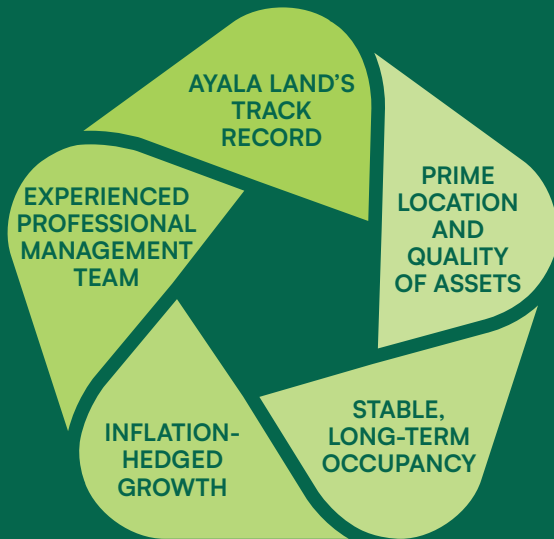 AYALA LAND’S
TRACK
RECORD
PRIME
LOCATION
AND
QUALITY
OF ASSETS
STABLE,
LONG-TERM
OCCUPANCY
INFLATION-
HEDGED
GROWTH
EXPERIENCED
PROFESSIONAL
MANAGEMENT
TEAM